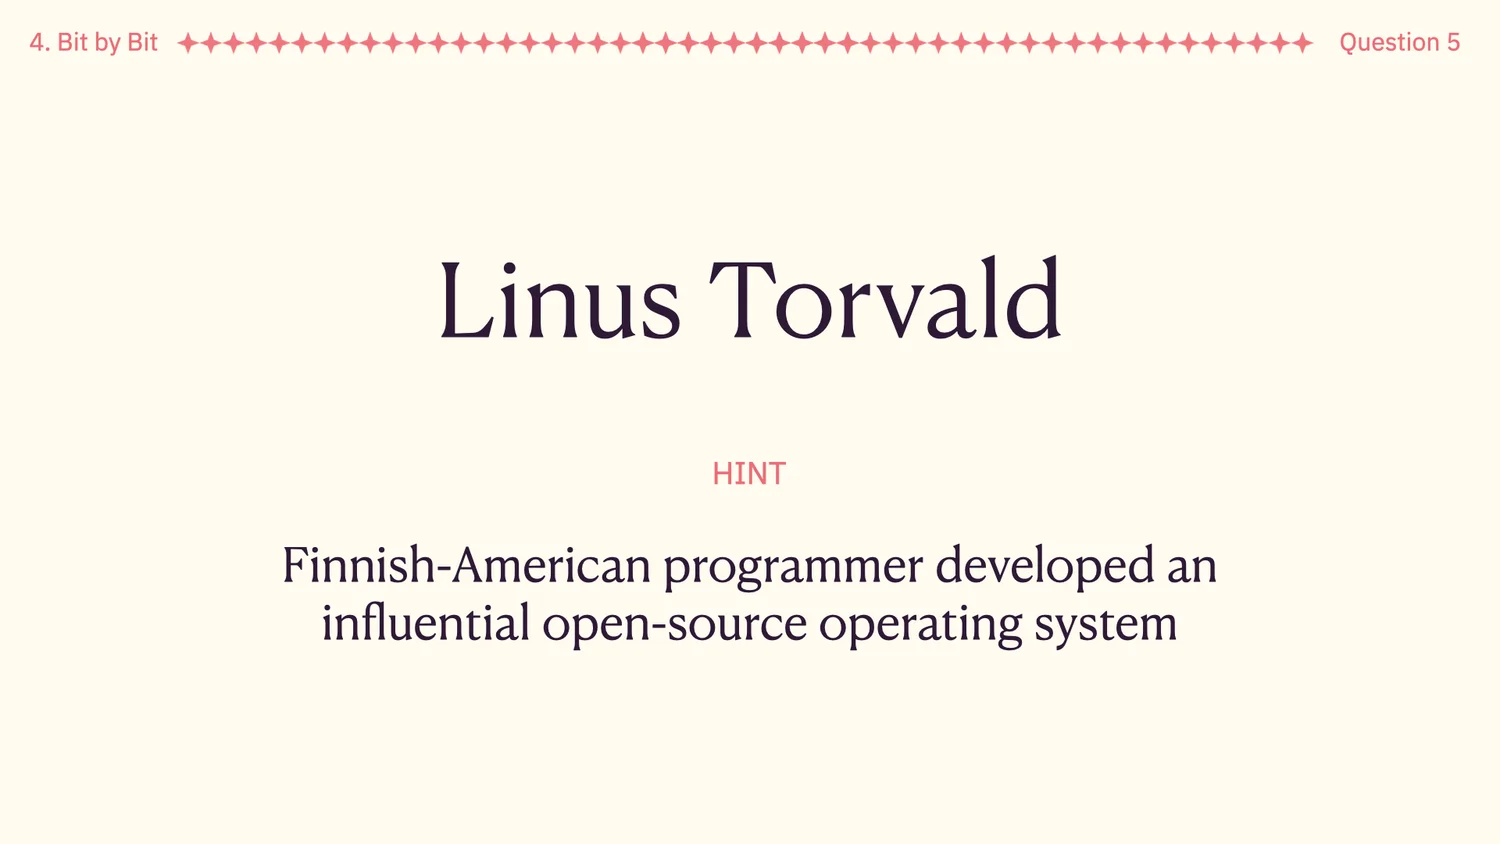 4. Bit by Bit
Question 5
Linus Torvald
HINT
Finnish-American programmer developed an
influential open-source operating system